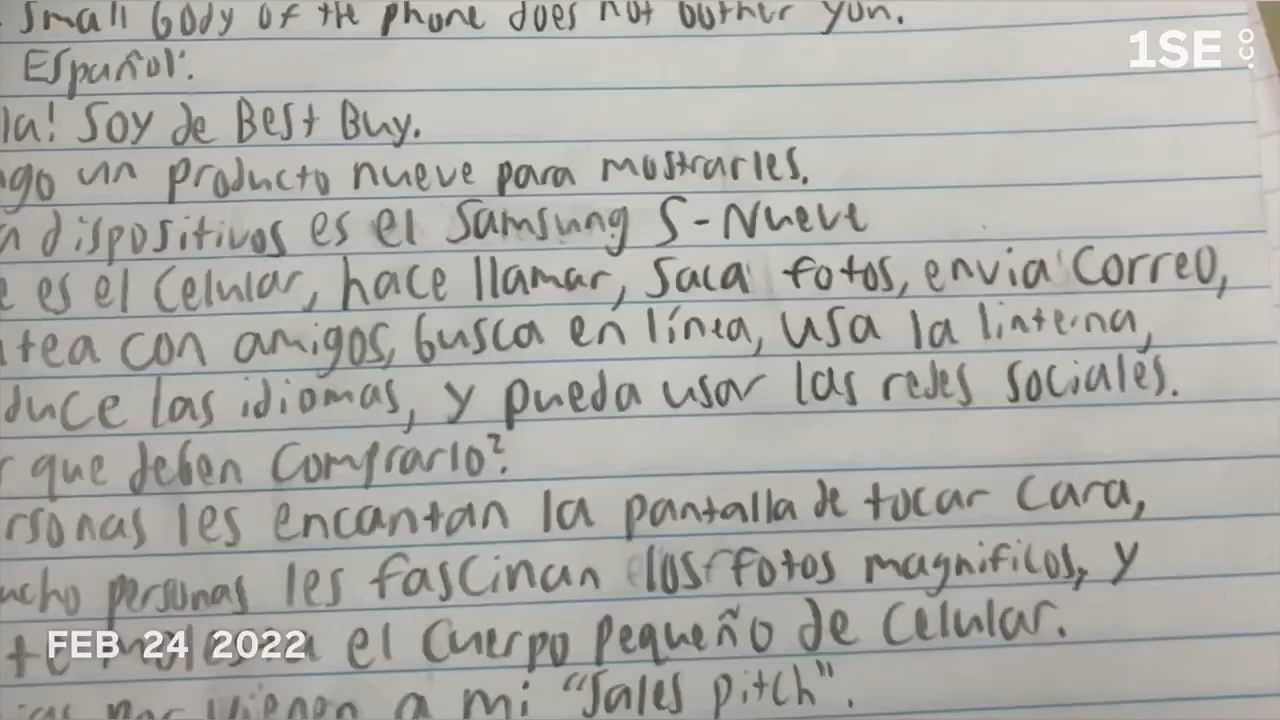 Small body of the phone does not bother you.
1SE.CO
Español:
la! Soy de Best Buy.
go un producto nueve para mostrarles.
dispositivos es el Samsung S-Nueve
e es el Celular, hace llamar, Saca fotos, envia Correo,
tea con amigos, busca en línea, usa la linterna,
duce las idiomas, y pueda usar las redes sociales.
que deben Comprarlo?
rsonas les encantan la pantalla de tocar Cara,
ucho personas les fascinan los fotos magnificos, y
el Cuerpo Pequeño de Celular.
FEB 24 2022
vienen a mi "Sales pitch".